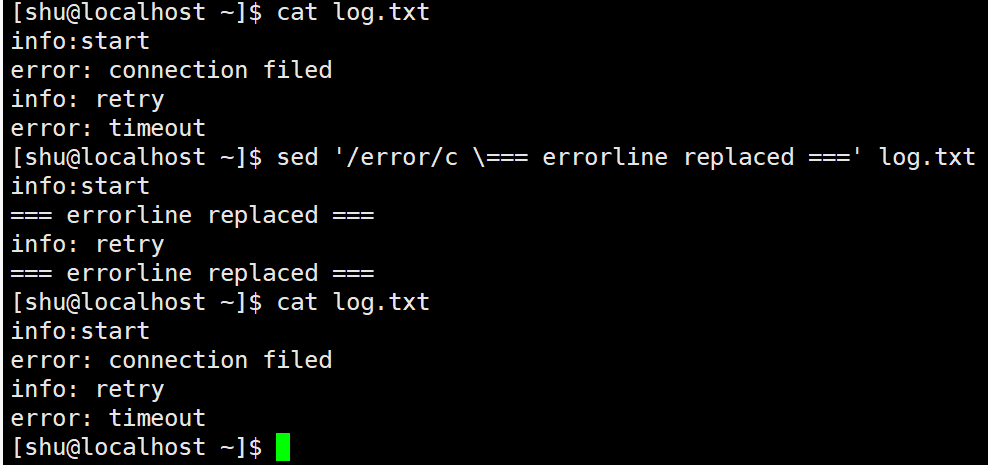 [shu@localhost ~]$ cat log.txt
info:start
error: connection filed
info: retry
error: timeout
[shu@localhost ~]$ sed '/error/c \=== errorline replaced ===' log.txt
info:start
=== errorline replaced ===
info: retry
=== errorline replaced ===
[shu@localhost ~]$ cat log.txt
info:start
error: connection filed
info: retry
error: timeout
[shu@localhost ~]$